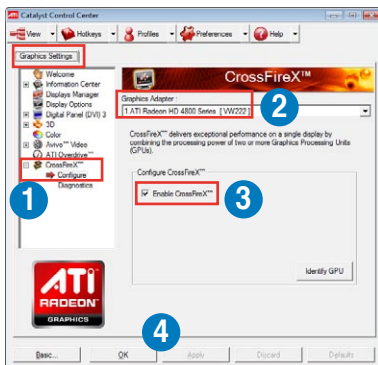 Catalyst Control Center
View Hotkeys Profiles Preferences Help
Graphics Settings
Welcome
Information Center
Displays Manager
Display Options
Digital Panel (DVI) 3
3D
Color
Avivo™ Video
ATI Overdrive™
CrossFireX™
Configure
Diagnostics
1
CrossFireX™
Graphics Adapter :
1. ATI Radeon HD 4800 Series [ VW222 ]
2
CrossFireX™ delivers exceptional performance on a single display by
combining the processing power of two or more Graphics Processing Units
(GPUs).
Configure CrossFireX™
Enable CrossFireX™
3
Identify GPU
ATI
RADEON
GRAPHICS
4
Basic...
OK
Apply
Discard
Defaults